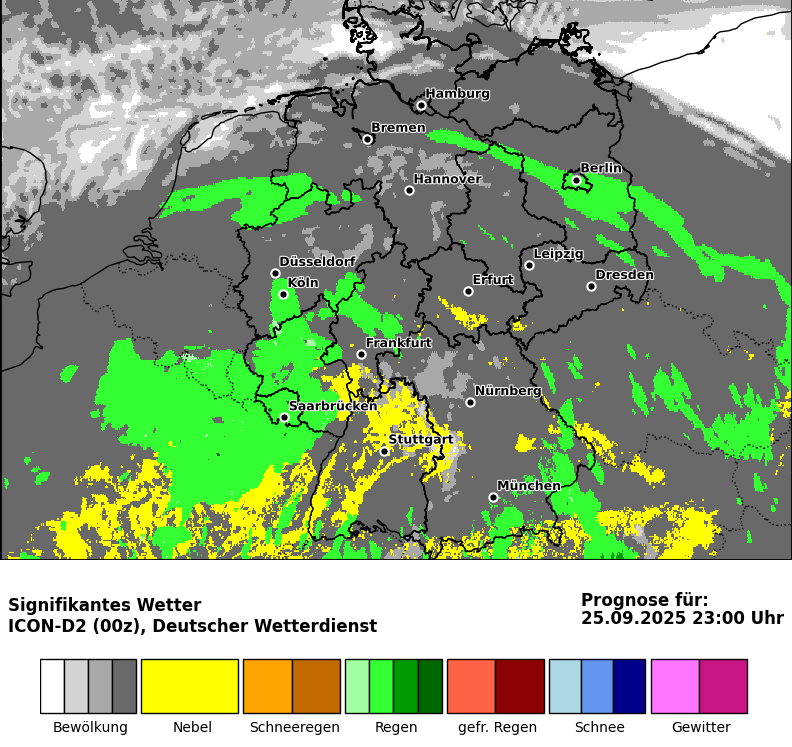 Hamburg
Bremen
Berlin
Hannover
Leipzig
Düsseldorf
Dresden
Köln
Erfurt
Frankfurt
Nürnberg
Saarbrücken
Stuttgart
München
Signifikantes Wetter
ICON-D2 (00z), Deutscher Wetterdienst
Prognose für:
25.09.2025 23:00 Uhr
Bewölkung Nebel Schneeregen Regen gefr. Regen Schnee Gewitter